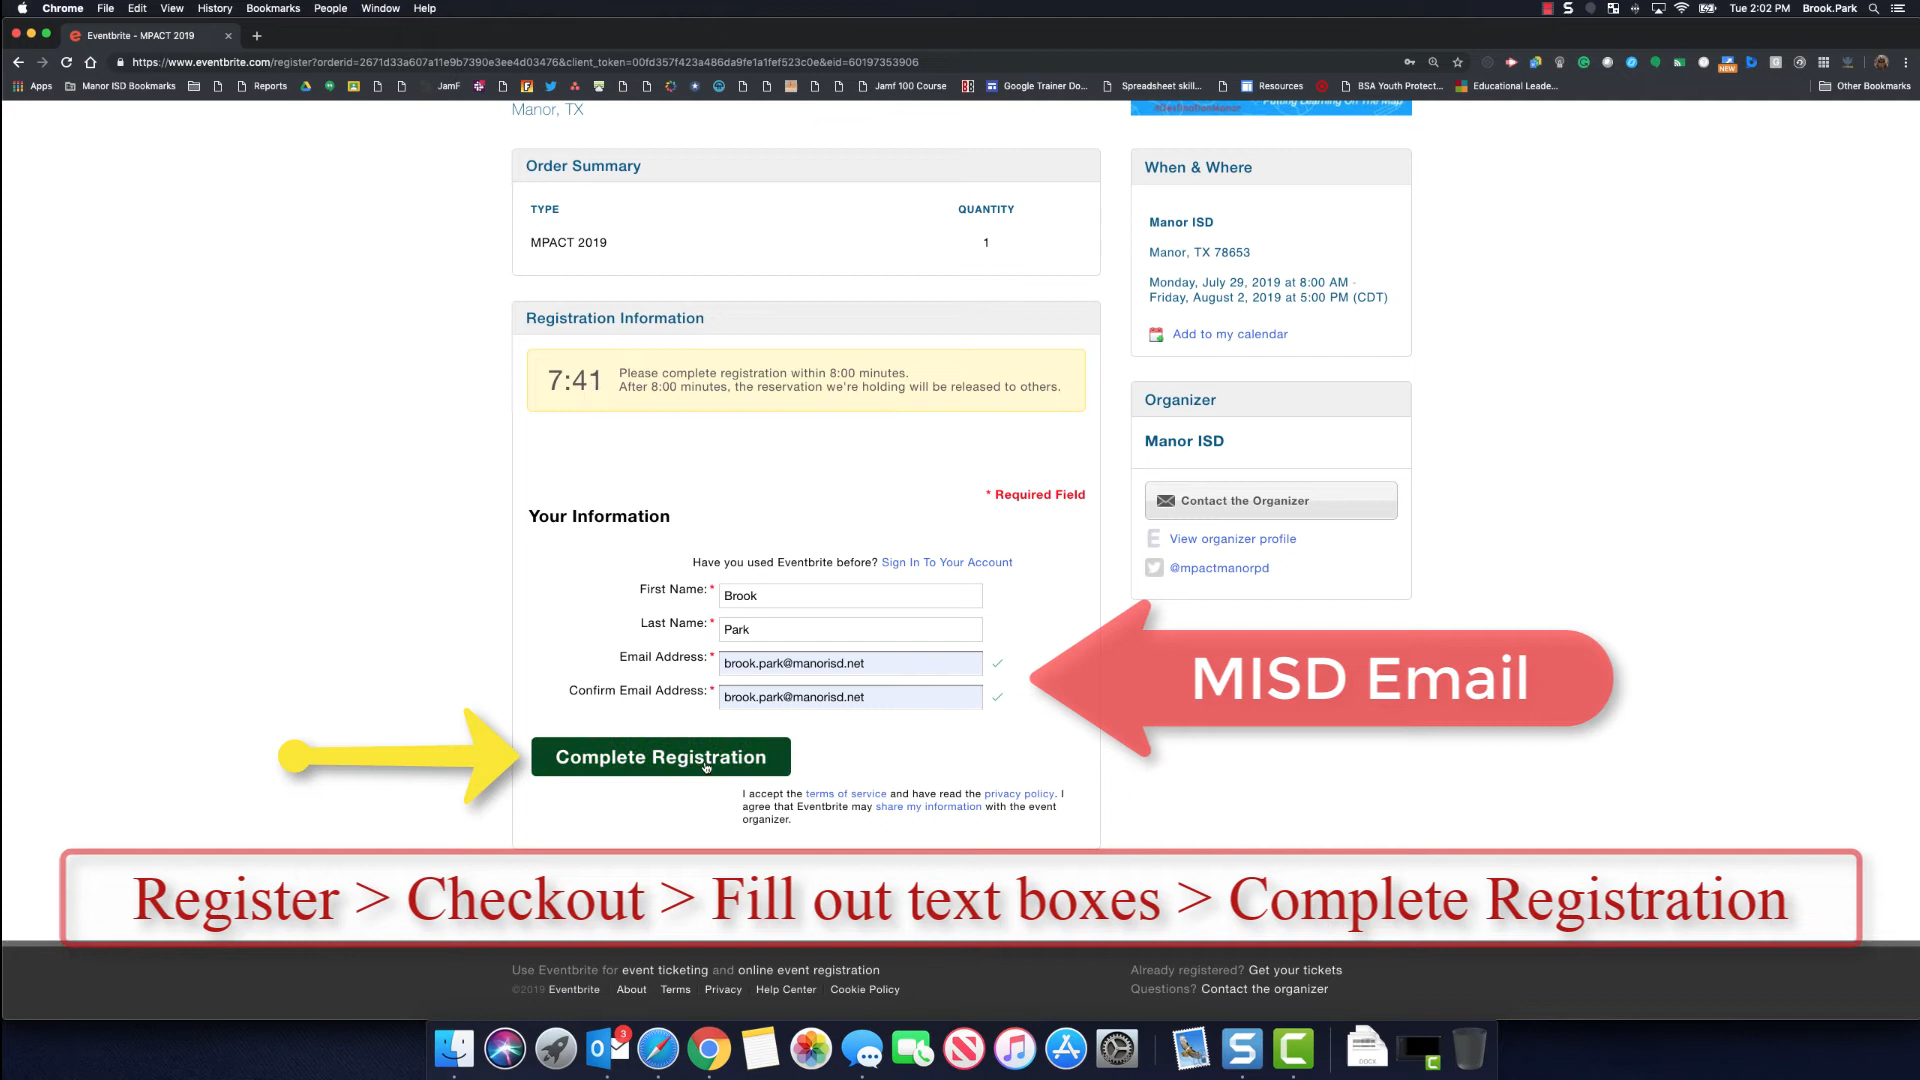 Chrome File Edit View History Bookmarks People Window Help
Tue 2:02 PM Brook.Park
Eventbrite - MPACT 2019
https://www.eventbrite.com/register?orderid=2671d33a607a11e9b7390e3ee4d03476&client_token=00fd357f423a486da9fe1a1fef523c0e&eid=60197353906
Apps Manor ISD Bookmarks Reports JamF Jamf 100 Course Google Trainer Do... Spreadsheet skill... Resources BSA Youth Protect... Educational Leade... Other Bookmarks
NEW
Manor, TX
Putting Learning On The Map
#DestinationManor
Order Summary
TYPE QUANTITY
MPACT 2019 1
When & Where
Manor ISD
Manor, TX 78653
Monday, July 29, 2019 at 8:00 AM -
Friday, August 2, 2019 at 5:00 PM (CDT)
Add to my calendar
Registration Information
7:41
Please complete registration within 8:00 minutes.
After 8:00 minutes, the reservation we're holding will be released to others.
Organizer
Manor ISD
Contact the Organizer
View organizer profile
@mpactmanorpd
* Required Field
Your Information
Have you used Eventbrite before? Sign In To Your Account
First Name:* Brook
Last Name:* Park
Email Address:* brook.park@manorisd.net
Confirm Email Address:* brook.park@manorisd.net
MISD Email
Complete Registration
I accept the terms of service and have read the privacy policy. I
agree that Eventbrite may share my information with the event
organizer.
Register > Checkout > Fill out text boxes > Complete Registration
Use Eventbrite for event ticketing and online event registration
©2019 Eventbrite About Terms Privacy Help Center Cookie Policy
Already registered? Get your tickets
Questions? Contact the organizer
3
DOCX